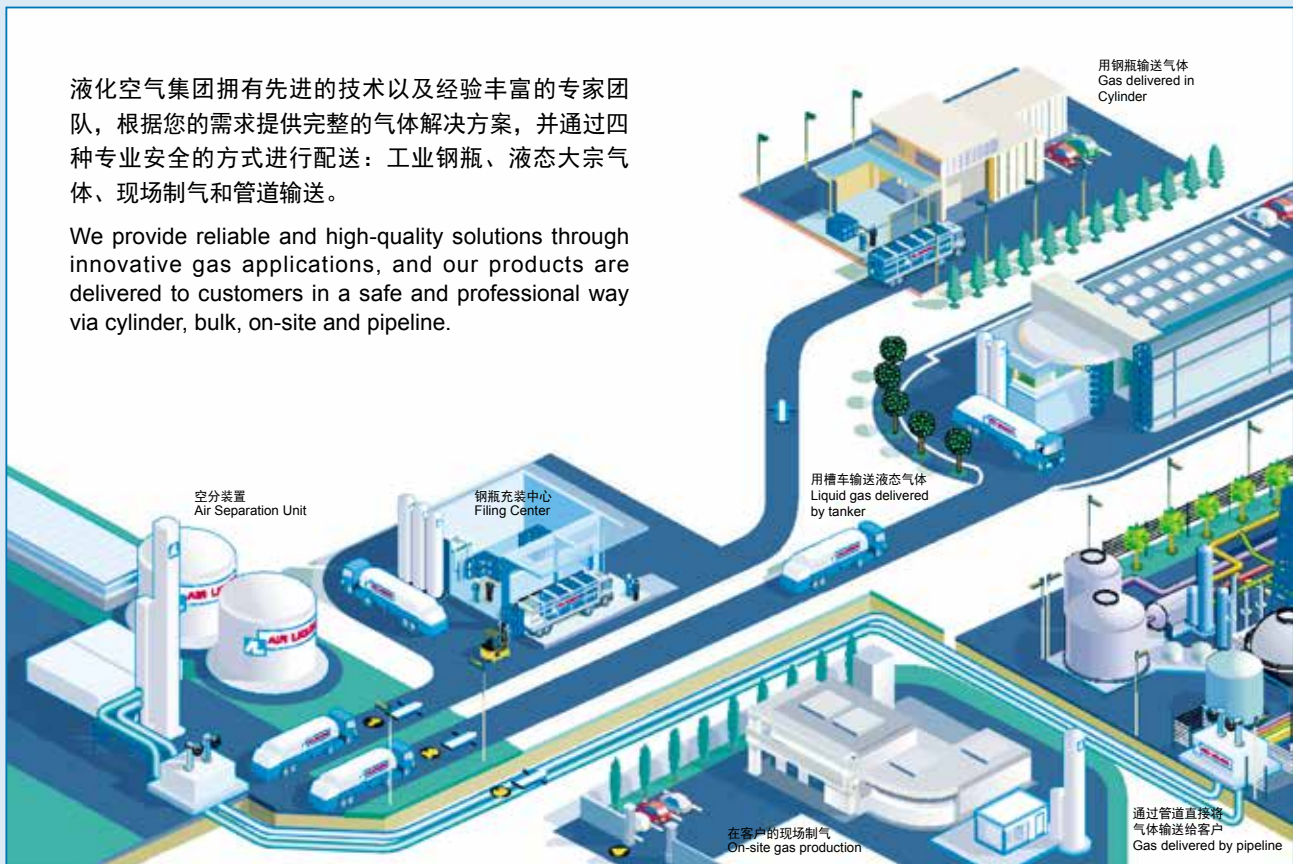 液化空气集团拥有先进的技术以及经验丰富的专家团
队，根据您的需求提供完整的气体解决方案，并通过四
种专业安全的方式进行配送：工业钢瓶、液态大宗气
体、现场制气和管道输送。
We provide reliable and high-quality solutions through
innovative gas applications, and our products are
delivered to customers in a safe and professional way
via cylinder, bulk, on-site and pipeline.
用钢瓶输送气体
Gas delivered in
Cylinder
空分装置
Air Separation Unit
钢瓶充装中心
Filing Center
用槽车输送液态气体
Liquid gas delivered
by tanker
在客户的现场制气
On-site gas production
通过管道直接将
气体输送给客户
Gas delivered by pipeline